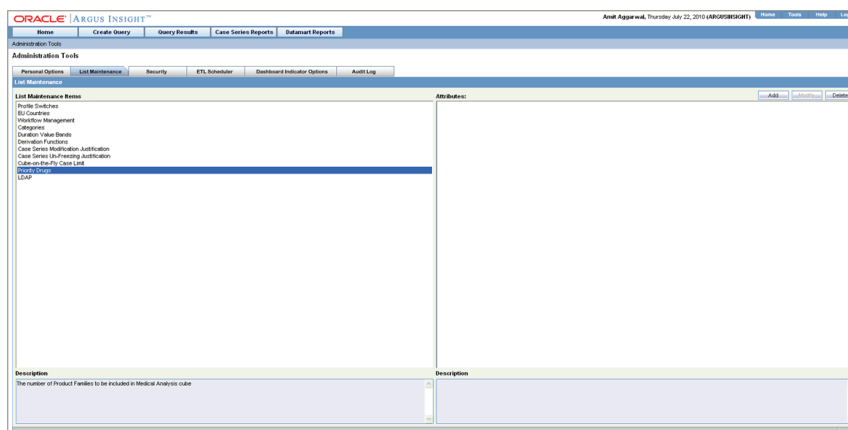 ORACLE® ARGUS INSIGHT™
Amit Aggarwal, Thursday July 22, 2010 (ARGUSINSIGHT) Home Tools Help
Home Create Query Query Results Case Series Reports Datamart Reports
Administration Tools
Administration Tools
Personal Options List Maintenance Security ETL Scheduler Dashboard Indicator Options Audit Log
List Maintenance
List Maintenance Items Attributes: Add Modify Delete
Profile Switches
EU Countries
Workflow Management
Categories
Duration Value Bands
Derivation Functions
Case Series Modification Justification
Case Series Un-Freezing Justification
Cube-on-the-Fly Case Limit
Priority Drugs
LDAP
Description Description
The number of Product Families to be included in Medical Analysis cube